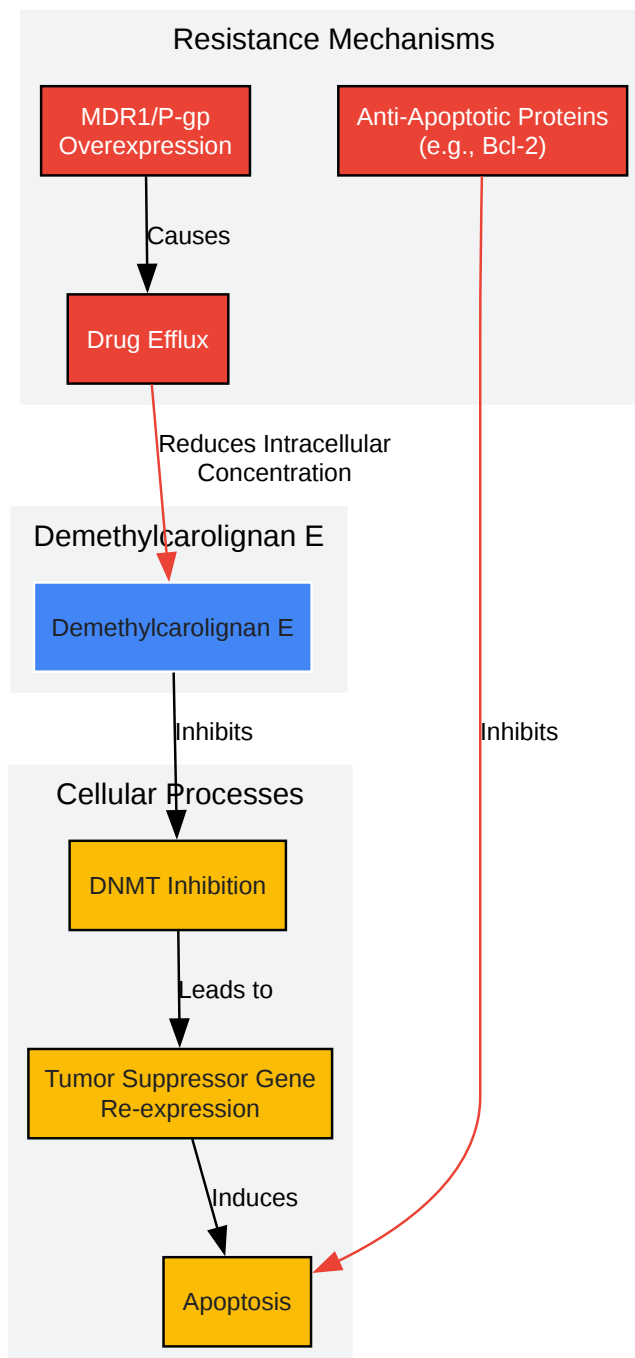 Resistance Mechanisms
MDR1/P-gp
Overexpression
Anti-Apoptotic Proteins
(e.g., Bcl-2)
Causes
Drug Efflux
Reduces Intracellular
Concentration
Demethylcarolignan E
Demethylcarolignan E
Inhibits
Inhibits
Cellular Processes
DNMT Inhibition
Leads to
Tumor Suppressor Gene
Re-expression
Induces
Apoptosis